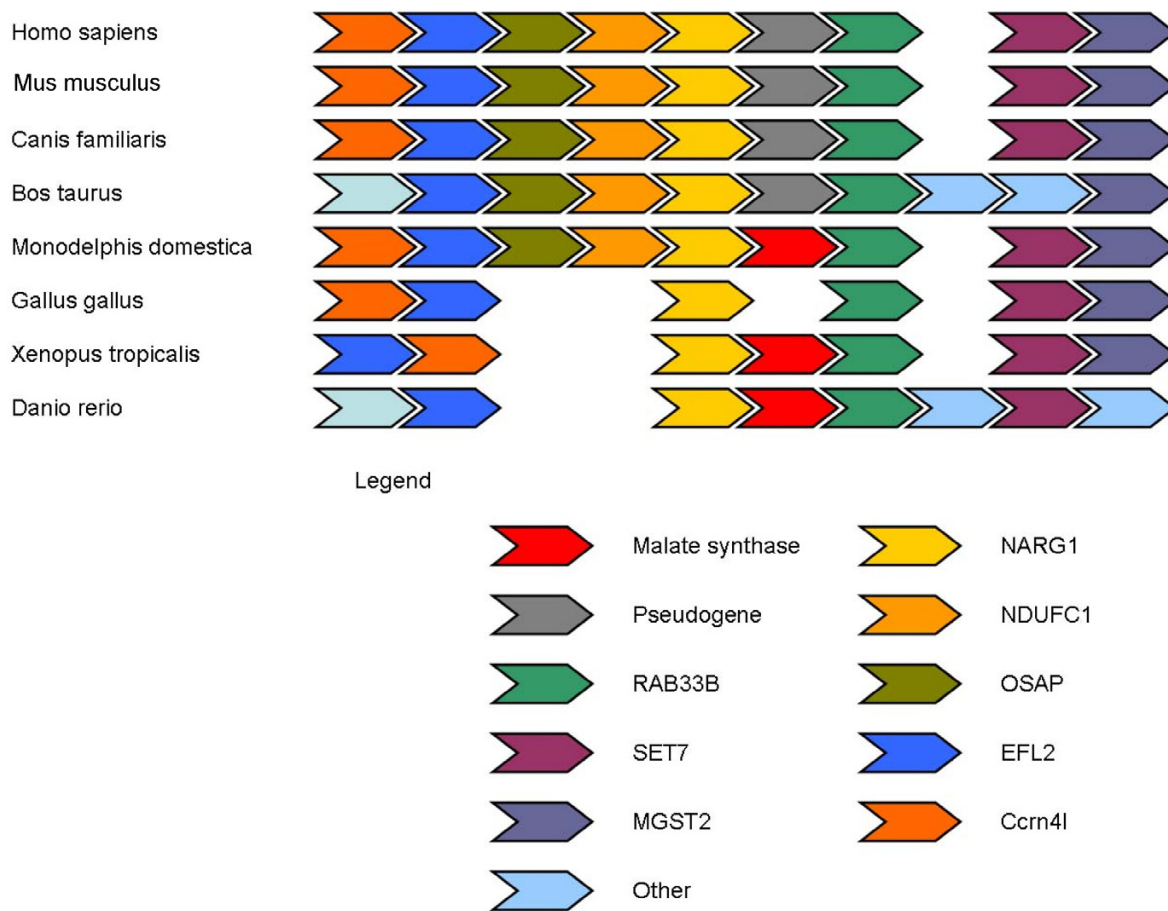 Homo sapiens
Mus musculus
Canis familiaris
Bos taurus
Monodelphis domestica
Gallus gallus
Xenopus tropicalis
Danio rerio
Legend
Malate synthase
NARG1
Pseudogene
NDUFC1
RAB33B
OSAP
SET7
EFL2
MGST2
Ccrn4l
Other